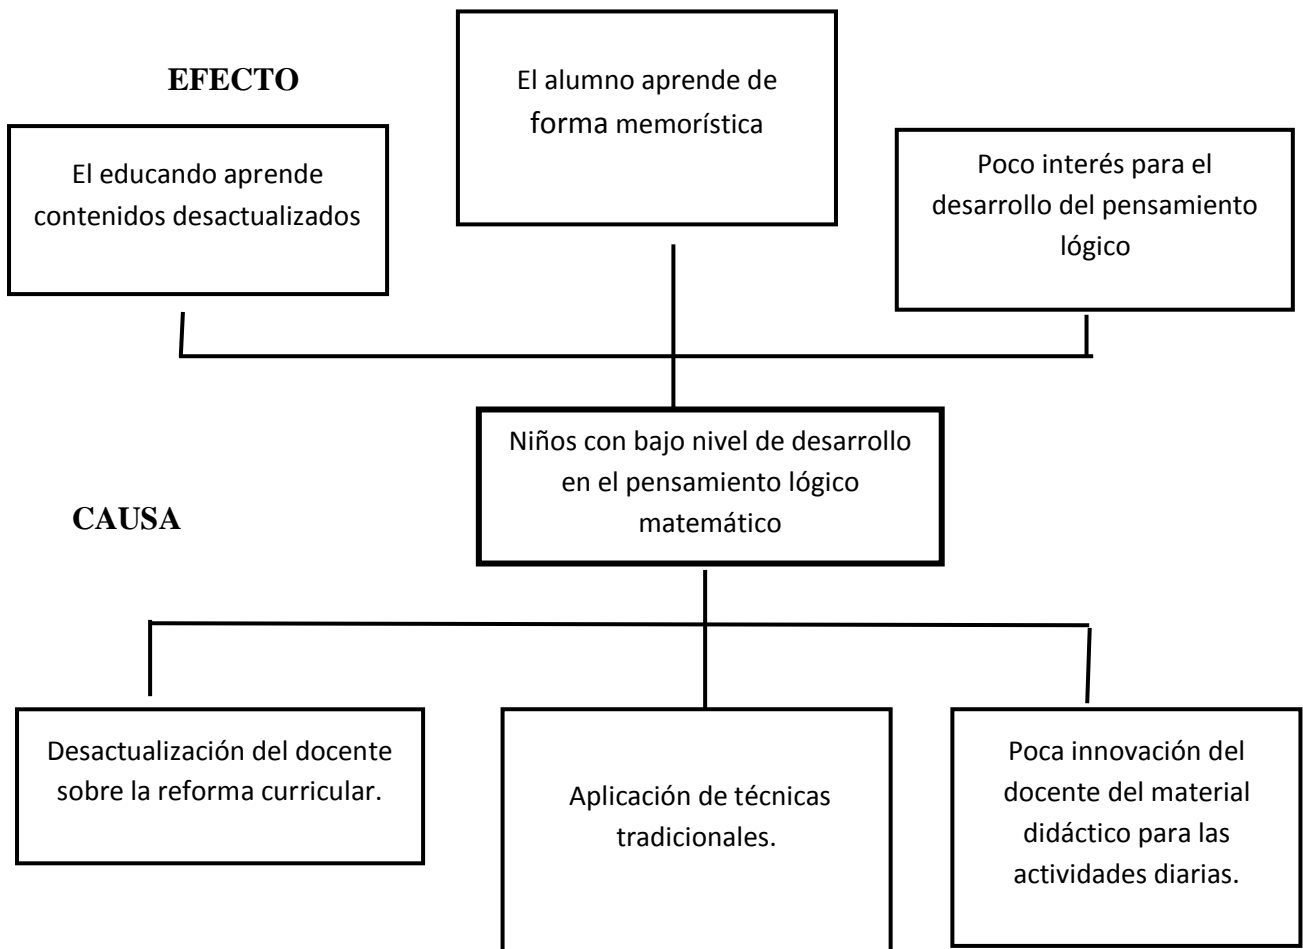 EFECTO
El alumno aprende de
forma memorística
El educando aprende
contenidos desactualizados
Poco interés para el
desarrollo del pensamiento
lógico
Niños con bajo nivel de desarrollo
en el pensamiento lógico
matemático
CAUSA
Desactualización del docente
sobre la reforma curricular.
Aplicación de técnicas
tradicionales.
Poca innovación del
docente del material
didáctico para las
actividades diarias.